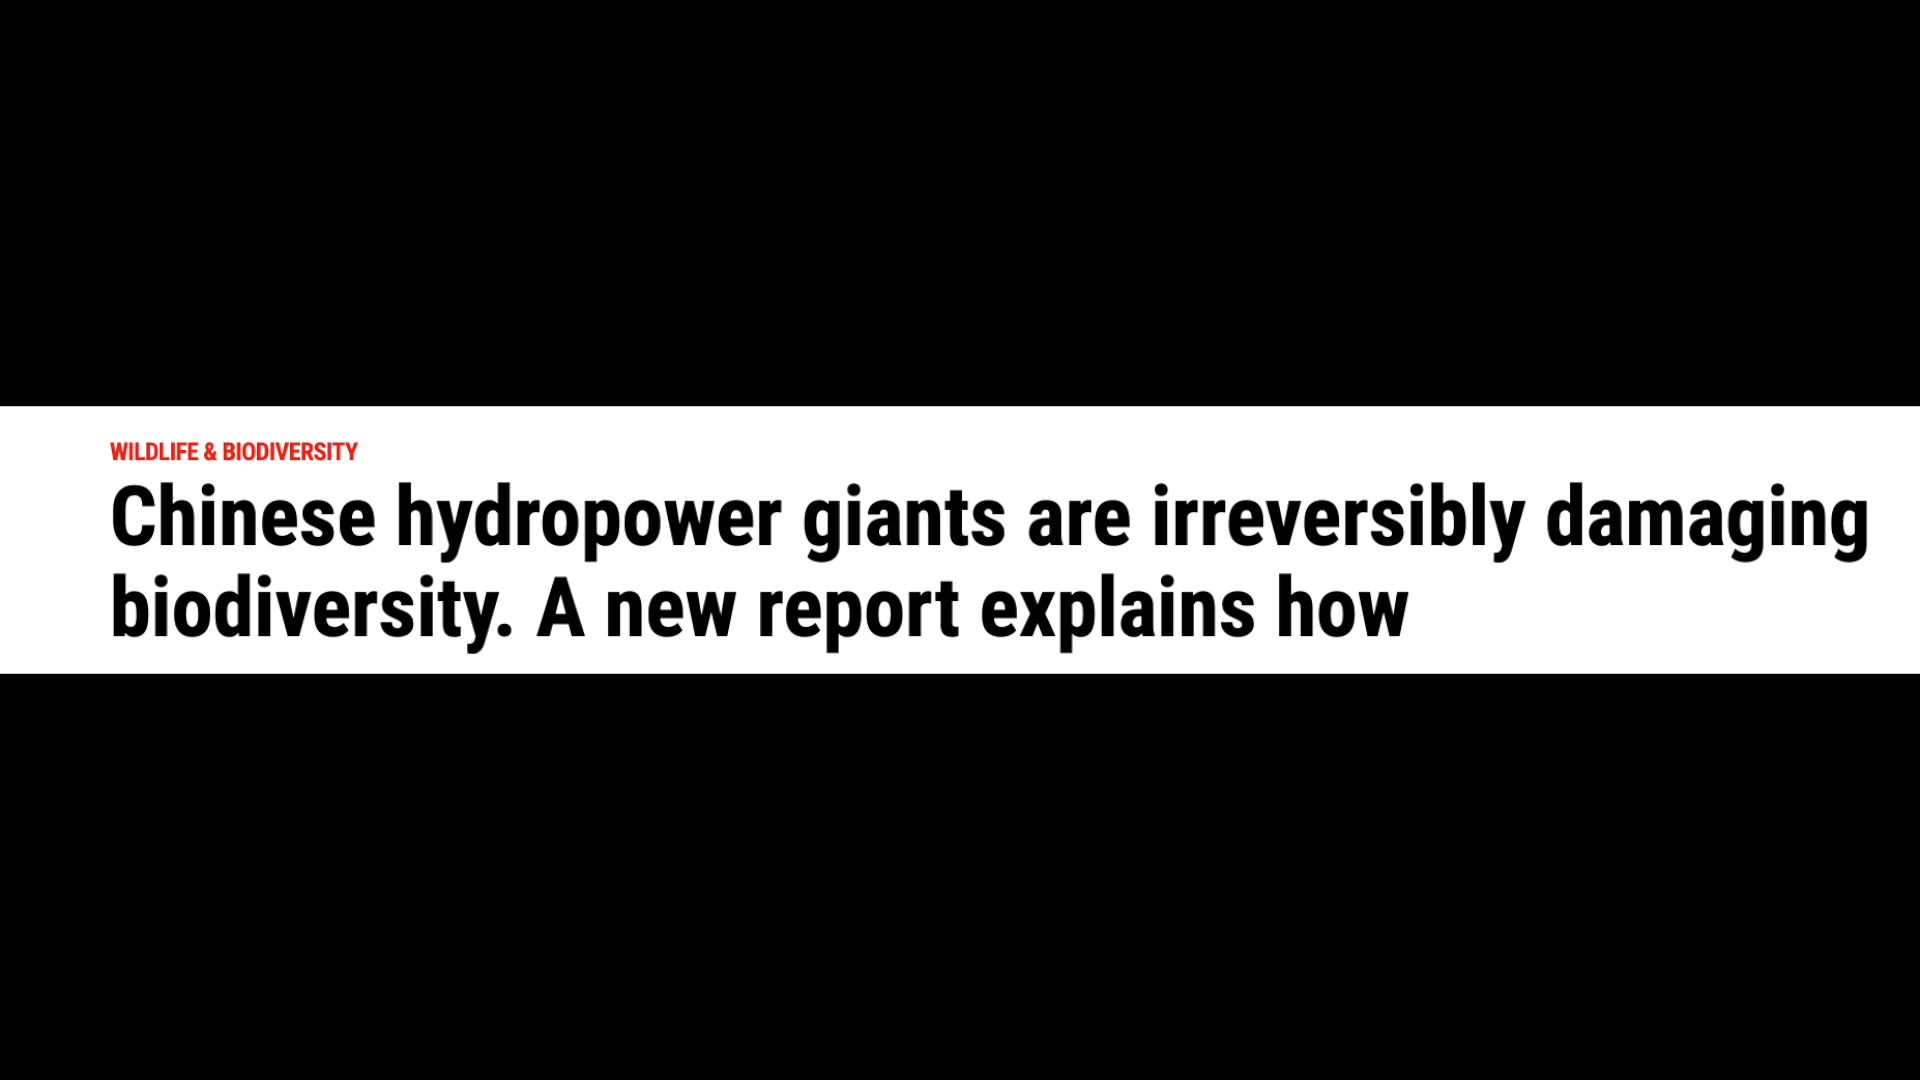 WILDLIFE & BIODIVERSITY
Chinese hydropower giants are irreversibly damaging
biodiversity. A new report explains how